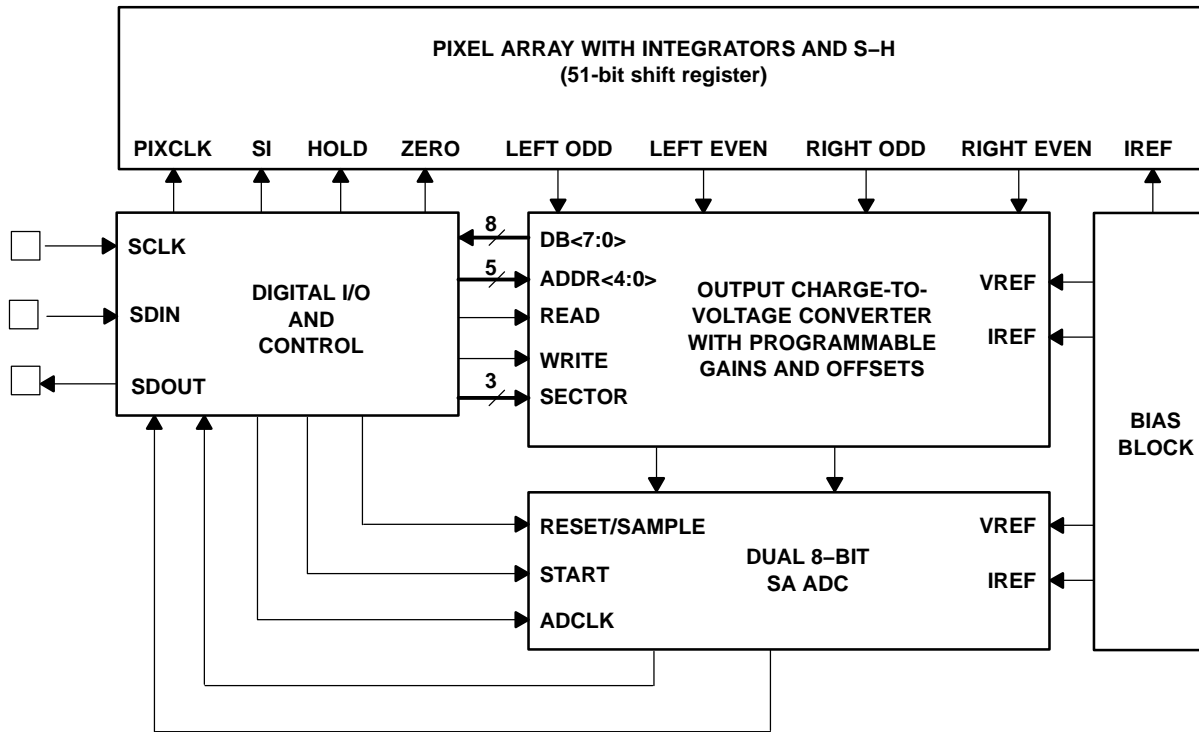 PIXEL ARRAY WITH INTEGRATORS AND S–H
(51-bit shift register)
PIXCLK SI HOLD ZERO LEFT ODD LEFT EVEN RIGHT ODD RIGHT EVEN IREF
SCLK
SDIN
SDOUT
DIGITAL I/O
AND
CONTROL
8
5
3
DB<7:0>
ADDR<4:0>
READ
WRITE
SECTOR
OUTPUT CHARGE-TO-
VOLTAGE CONVERTER
WITH PROGRAMMABLE
GAINS AND OFFSETS
VREF
IREF
BIAS
BLOCK
RESET/SAMPLE
START
ADCLK
DUAL 8–BIT
SA ADC
VREF
IREF